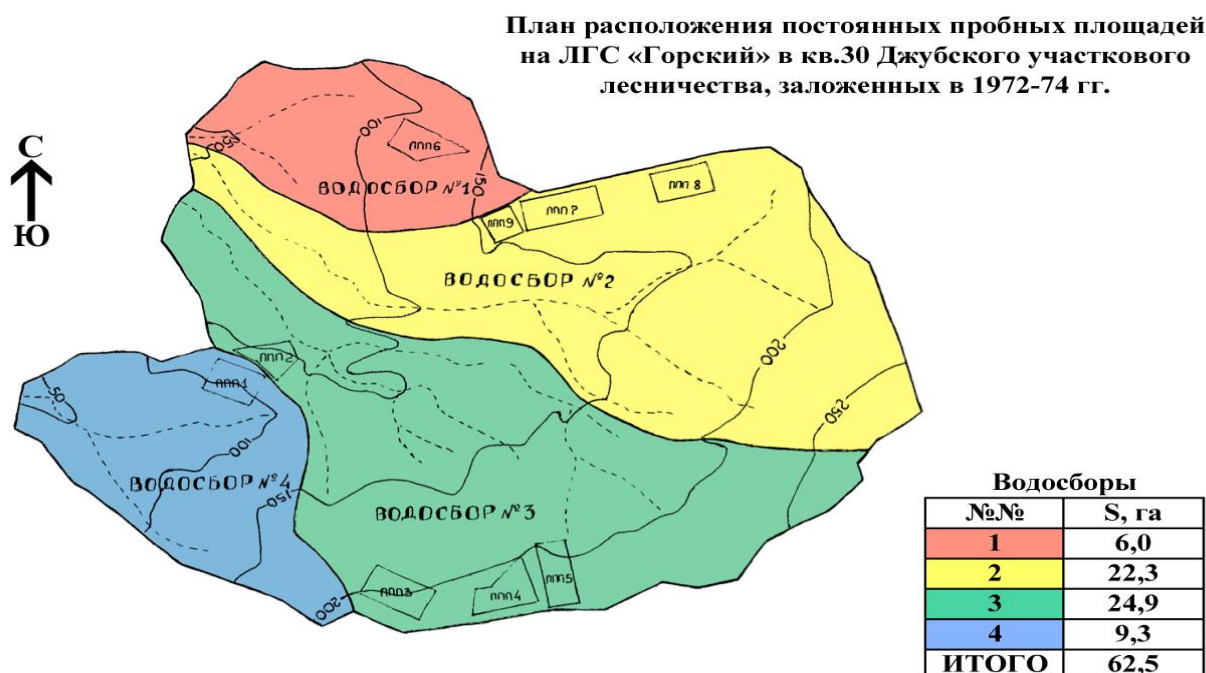 План расположения постоянных пробных площадей
на ЛГС «Горский» в кв.30 Джубского участкового
лесничества, заложенных в 1972-74 гг.
С
Ю
50
100
ппп6
150
ВОДОСБОР №1
ппп9
ппп7
ппп 8
ВОДОСБОР №2
200
250
ппп2
ппп1
50
100
ВОДОСБОР №4
150
ВОДОСБОР №3
200
ппп3
ппп4
ппп5
Водосборы
№№ S, га
1 6,0
2 22,3
3 24,9
4 9,3
ИТОГО 62,5